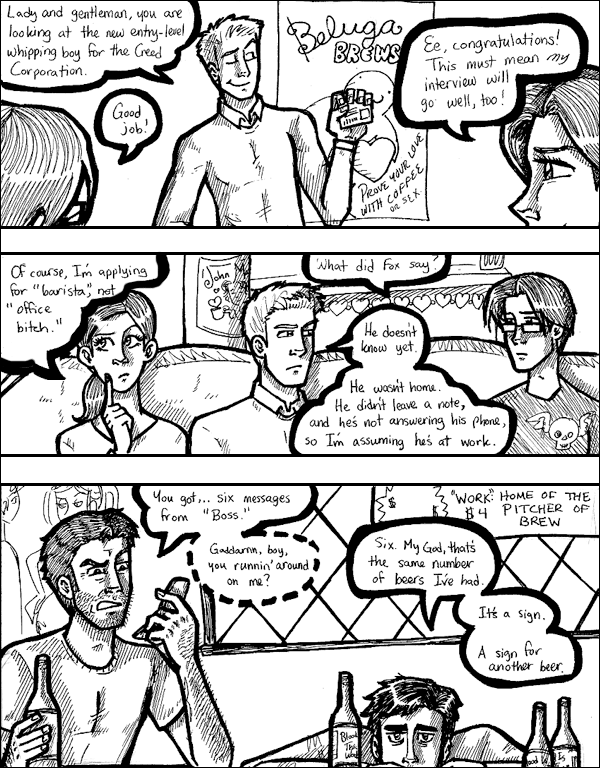 Lady and gentleman, you are
looking at the new entry-level
whipping boy for the Creed
Corporation.
Good
job!
Beluga
BREWS
PROVE YOUR LOVE
WITH COFFEE
OR SEX
Ee, congratulations!
This must mean my
interview will
go well, too!
Of course, I'm applying
for "barista", not
"office
bitch."
John
What did Fox say?
He doesn't
know yet.
He wasn't home.
He didn't leave a note,
and he's not answering his phone,
so I'm assuming he's at work.
You got... six messages
from "Boss."
Goddamn, boy,
you runnin' around
on me?
$
$
"WORK": HOME OF THE
$4 PITCHER OF
BREW
Six. My God, that's
the same number
of beers I've had.
It's a sign.
A sign for
another beer.
Blood